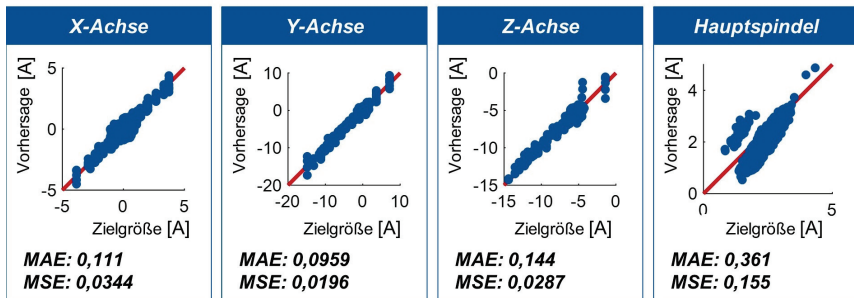 X-Achse
Vorhersage [A]
5
0
-5
-5
0
5
Zielgröße [A]
MAE: 0,111
MSE: 0,0344
Y-Achse
Vorhersage [A]
10
0
-10
-20
-20
-10
0
10
Zielgröße [A]
MAE: 0,0959
MSE: 0,0196
Z-Achse
Vorhersage [A]
0
-5
-10
-15
-15
-10
-5
0
Zielgröße [A]
MAE: 0,144
MSE: 0,0287
Hauptspindel
Vorhersage [A]
4
2
0
0
5
Zielgröße [A]
MAE: 0,361
MSE: 0,155